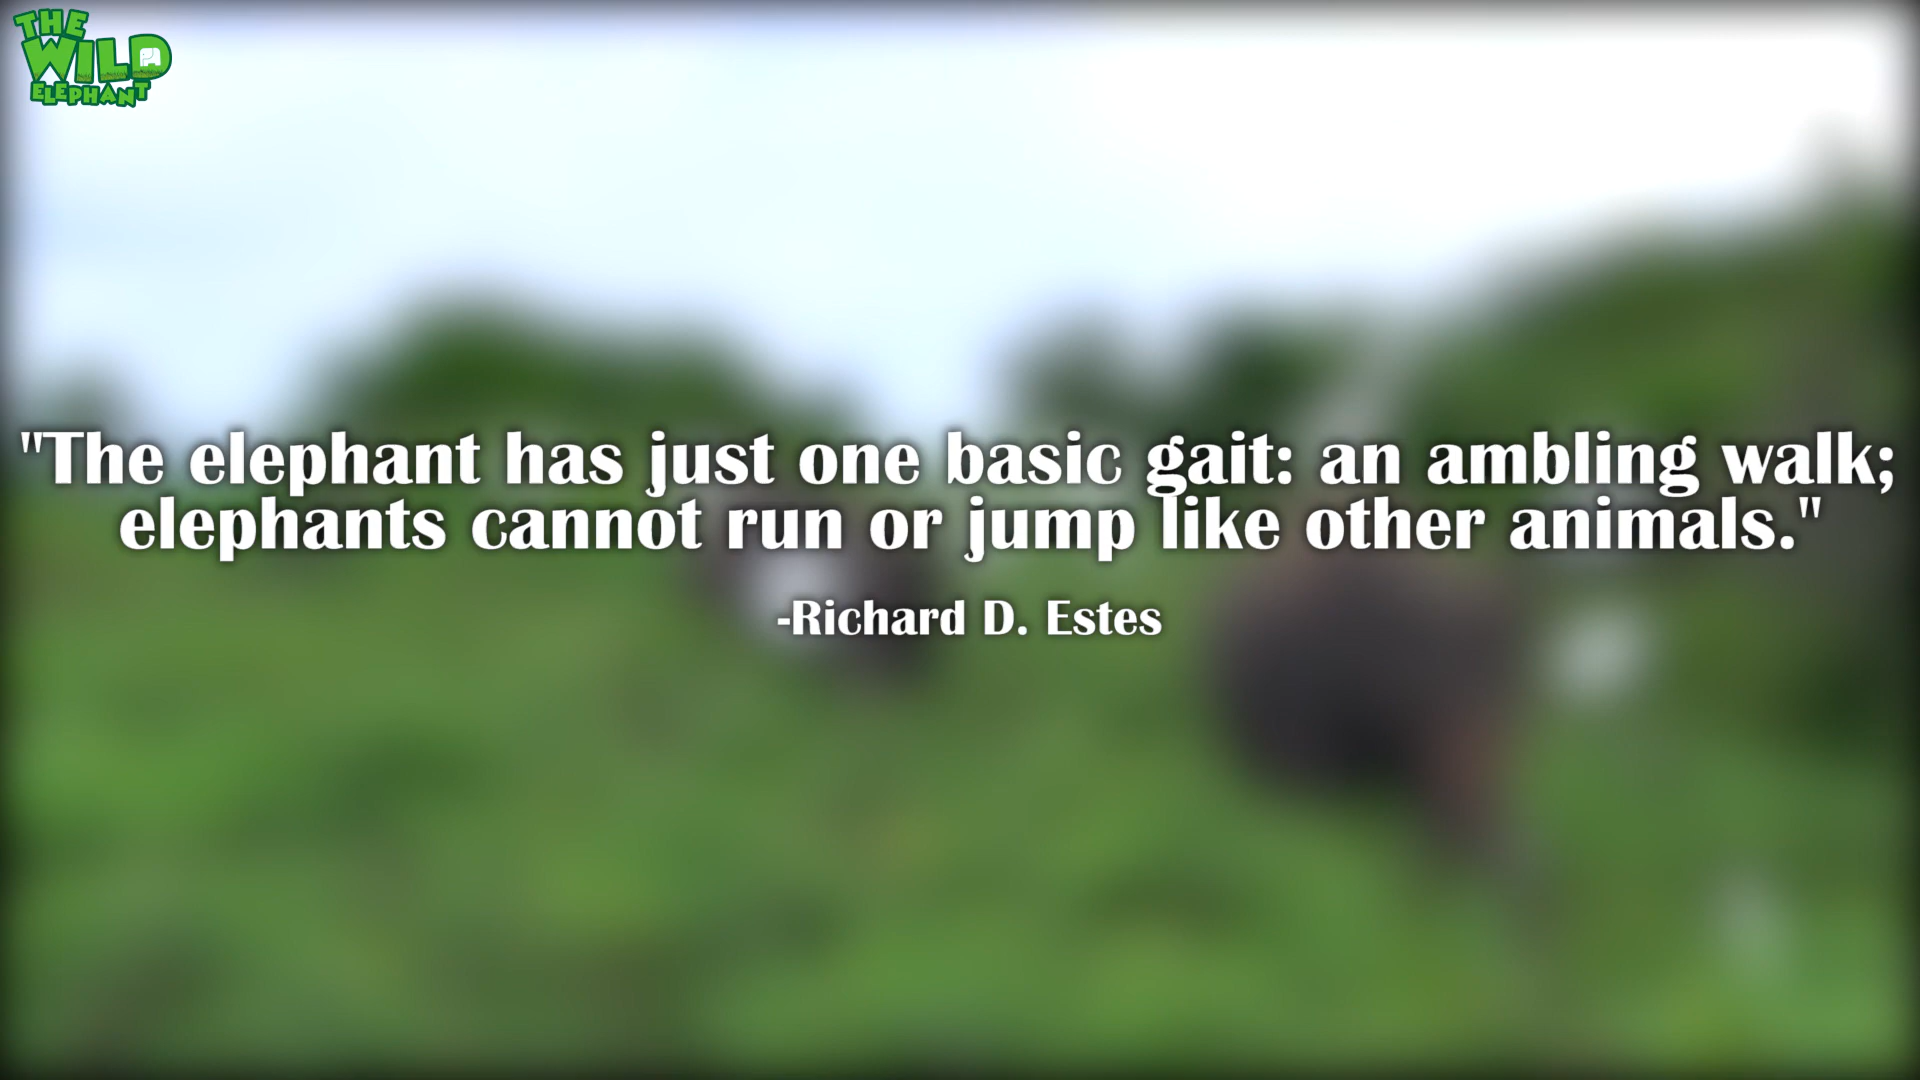 THE
WILD
ELEPHANT
"The elephant has just one basic gait: an ambling walk;
elephants cannot run or jump like other animals."
-Richard D. Estes